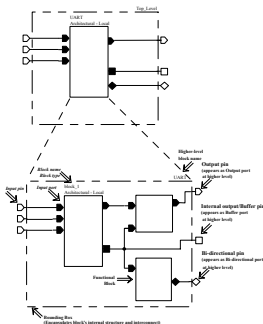 Top_Level
UART
Architectural - Local
Higher-level
block name
UART
Block name
Block type
Input pin
Input port
block_1
Architectural - Local
Output pin
(appears as Output port
at higher level)
Internal output/Buffer pin
(appears as Buffer port
at higher level)
Bi-directional pin
(appears as Bi-directional port
at higher level)
Functional
Block
Bounding Box
(Encapsulates block's internal structure and interconnect)